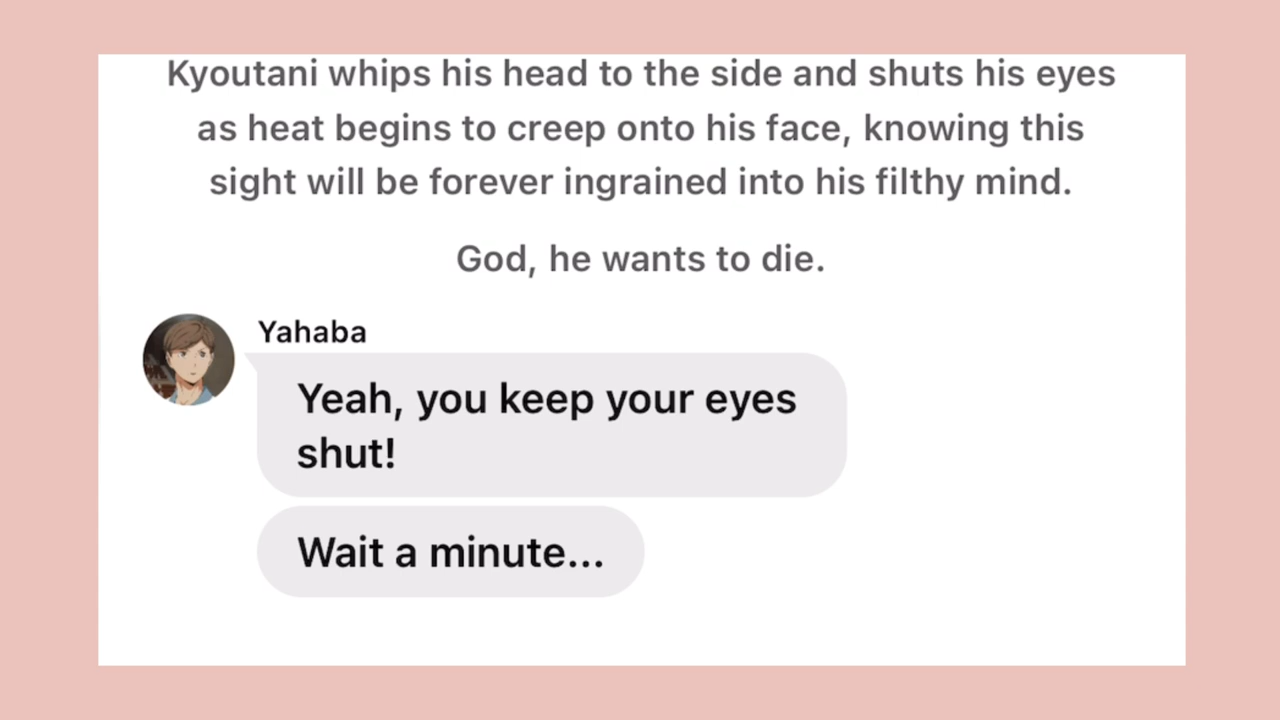 Kyoutani whips his head to the side and shuts his eyes
as heat begins to creep onto his face, knowing this
sight will be forever ingrained into his filthy mind.
God, he wants to die.
Yahaba
Yeah, you keep your eyes
shut!
Wait a minute...